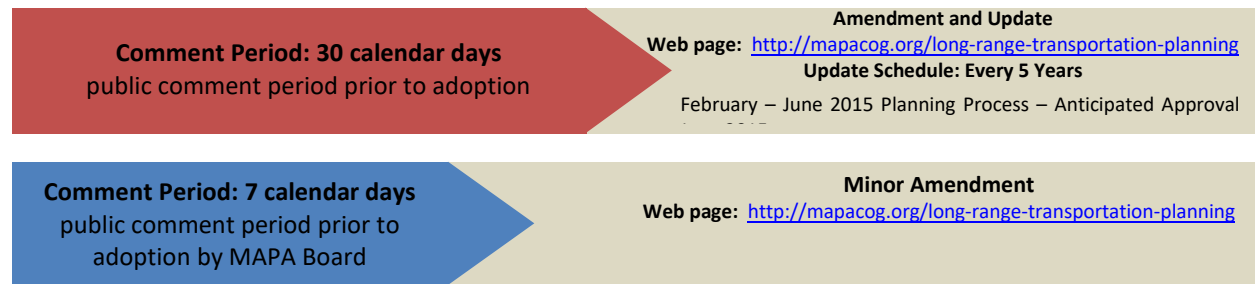 Comment Period: 30 calendar days
public comment period prior to adoption
Amendment and Update
Web page: http://mapacog.org/long-range-transportation-planning
Update Schedule: Every 5 Years
February – June 2015 Planning Process – Anticipated Approval
Comment Period: 7 calendar days
public comment period prior to
adoption by MAPA Board
Minor Amendment
Web page: http://mapacog.org/long-range-transportation-planning